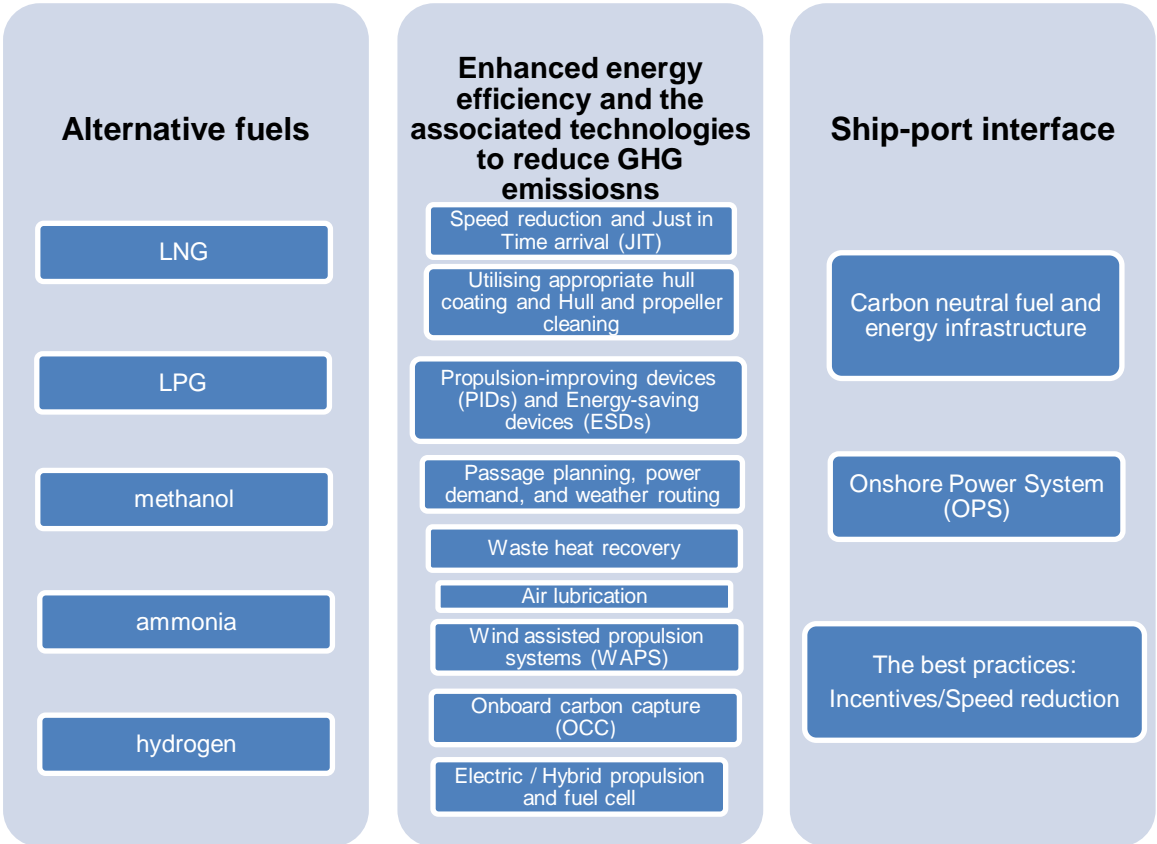 Alternative fuels
LNG
LPG
methanol
ammonia
hydrogen
Enhanced energy
efficiency and the
associated technologies
to reduce GHG
emissiosns
Speed reduction and Just in
Time arrival (JIT)
Utilising appropriate hull
coating and Hull and propeller
cleaning
Propulsion-improving devices
(PIDs) and Energy-saving
devices (ESDs)
Passage planning, power
demand, and weather routing
Waste heat recovery
Air lubrication
Wind assisted propulsion
systems (WAPS)
Onboard carbon capture
(OCC)
Electric / Hybrid propulsion
and fuel cell
Ship-port interface
Carbon neutral fuel and
energy infrastructure
Onshore Power System
(OPS)
The best practices:
Incentives/Speed reduction